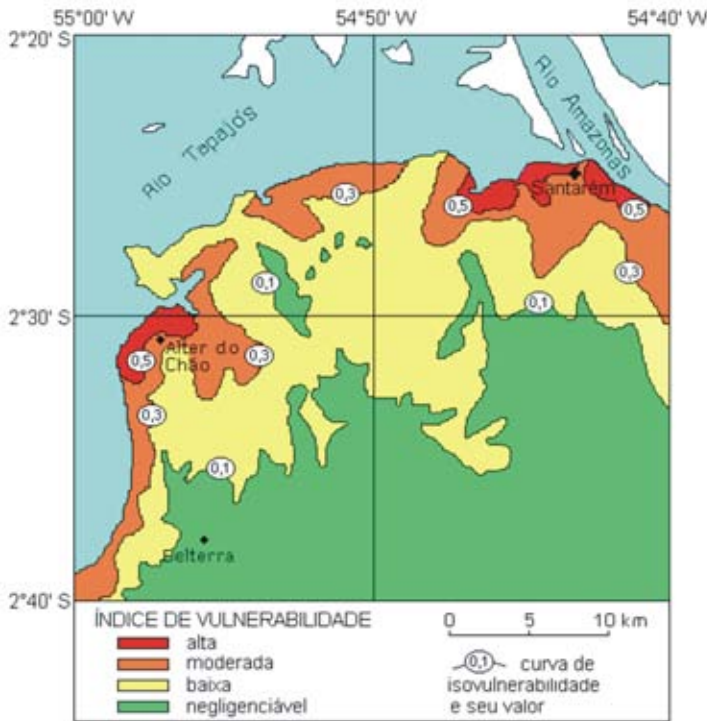 55°00' W
54°50' W
54°40' W
2°20' S
Rio Tapajós
Rio Amazonas
0,3
Santarém
0,5
0,5
0,1
0,3
0,1
2°30' S
Alter do
Chão
0,5
0,3
0,3
0,1
Belterra
2°40' S
ÍNDICE DE VULNERABILIDADE
alta
moderada
baixa
negligenciável
0 5 10 km
0,1 curva de
isovulnerabilidade
e seu valor